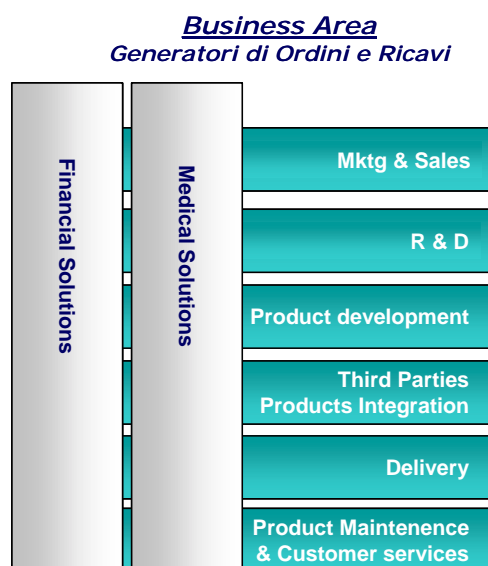 Business Area
Generatori di Ordini e Ricavi
Financial Solutions
Medical Solutions
Mktg & Sales
R & D
Product development
Third Parties
Products Integration
Delivery
Product Maintenence
& Customer services